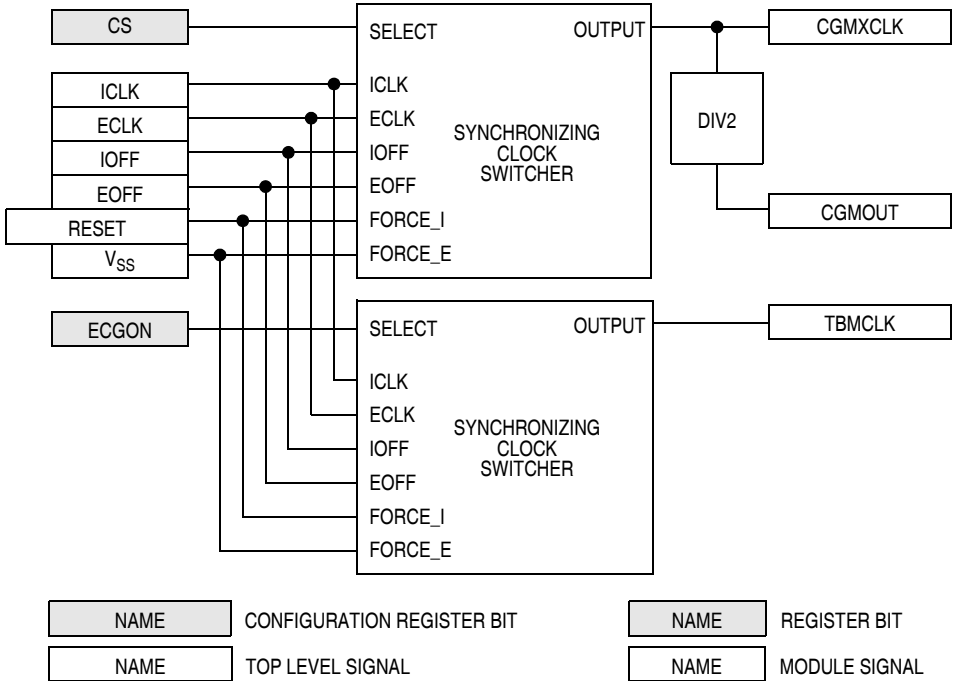 CS
SELECT
OUTPUT
CGMXCLK
ICLK
ECLK
IOFF
EOFF
RESET
VSS
ICLK
ECLK
IOFF
EOFF
FORCE_I
FORCE_E
SYNCHRONIZING
CLOCK
SWITCHER
DIV2
CGMOUT
ECGON
SELECT
OUTPUT
TBMCLK
ICLK
ECLK
IOFF
EOFF
FORCE_I
FORCE_E
SYNCHRONIZING
CLOCK
SWITCHER
NAME CONFIGURATION REGISTER BIT
NAME REGISTER BIT
NAME TOP LEVEL SIGNAL
NAME MODULE SIGNAL